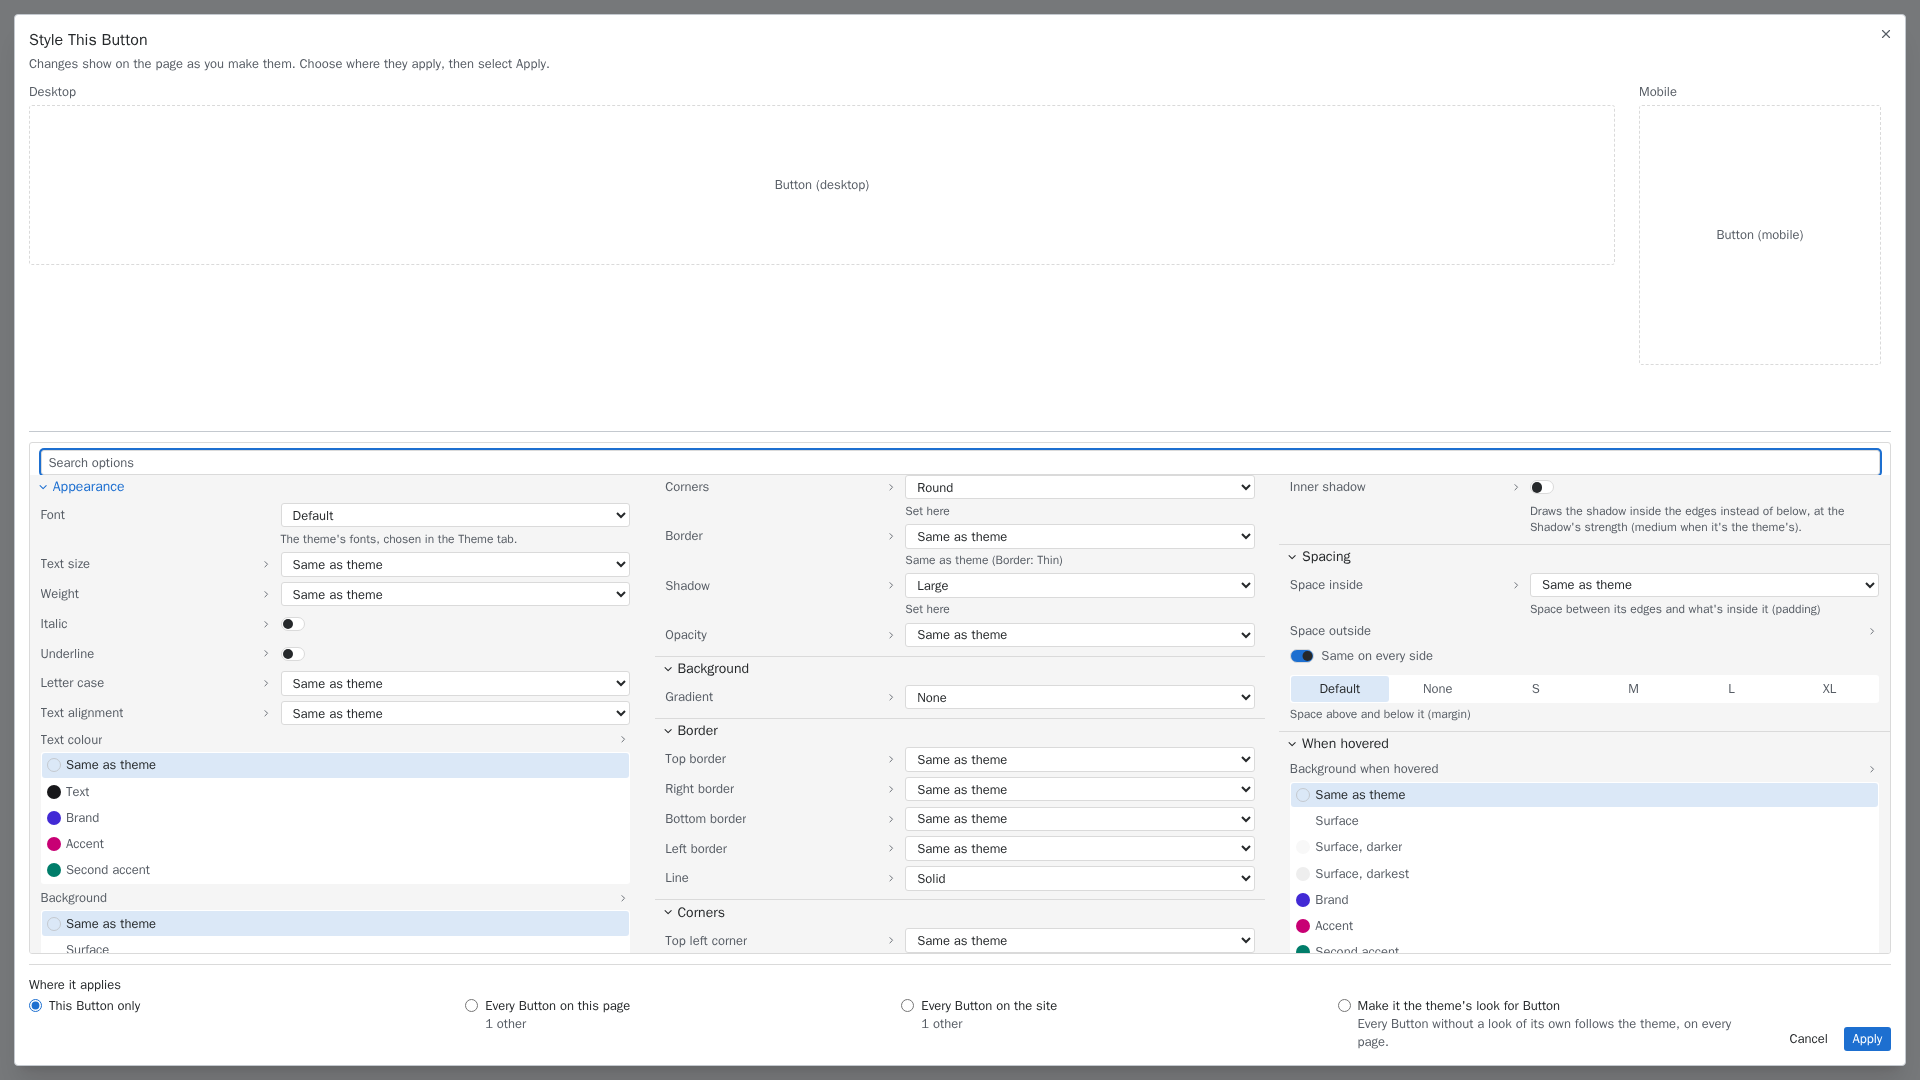 Style This Button
Changes show on the page as you make them. Choose where they apply, then select Apply.
Desktop
Mobile
Button (desktop)
Button (mobile)
Search options
Appearance
Font
Default
The theme's fonts, chosen in the Theme tab.
Text size
Same as theme
Weight
Same as theme
Italic
Underline
Letter case
Same as theme
Text alignment
Same as theme
Text colour
Same as theme
Text
Brand
Accent
Second accent
Background
Same as theme
Surface
Corners
Round
Set here
Border
Same as theme
Same as theme (Border: Thin)
Shadow
Large
Set here
Opacity
Same as theme
Background
Gradient
None
Border
Top border
Same as theme
Right border
Same as theme
Bottom border
Same as theme
Left border
Same as theme
Line
Solid
Corners
Top left corner
Same as theme
Inner shadow
Draws the shadow inside the edges instead of below, at the
Shadow's strength (medium when it's the theme's).
Spacing
Space inside
Same as theme
Space between its edges and what's inside it (padding)
Space outside
Same on every side
Default None S M L XL
Space above and below it (margin)
When hovered
Background when hovered
Same as theme
Surface
Surface, darker
Surface, darkest
Brand
Accent
Second accent
Where it applies
This Button only
Every Button on this page
1 other
Every Button on the site
1 other
Make it the theme's look for Button
Every Button without a look of its own follows the theme, on every
page.
Cancel
Apply